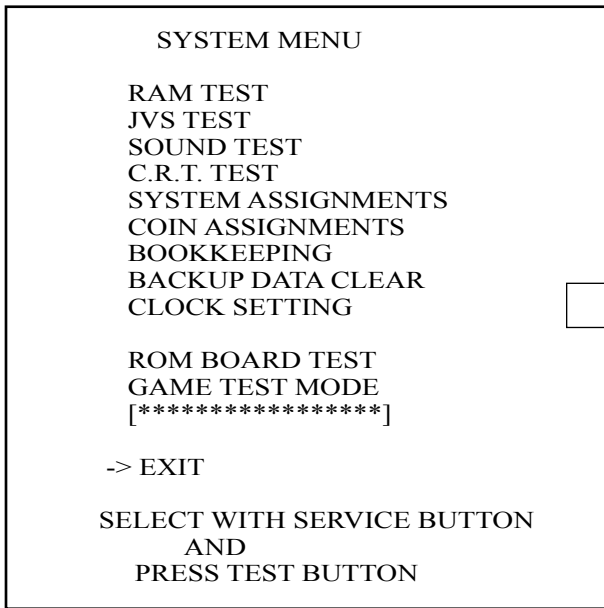 SYSTEM MENU
RAM TEST
JVS TEST
SOUND TEST
C.R.T. TEST
SYSTEM ASSIGNMENTS
COIN ASSIGNMENTS
BOOKKEEPING
BACKUP DATA CLEAR
CLOCK SETTING
ROM BOARD TEST
GAME TEST MODE
[*****************]
-> EXIT
SELECT WITH SERVICE BUTTON
AND
PRESS TEST BUTTON